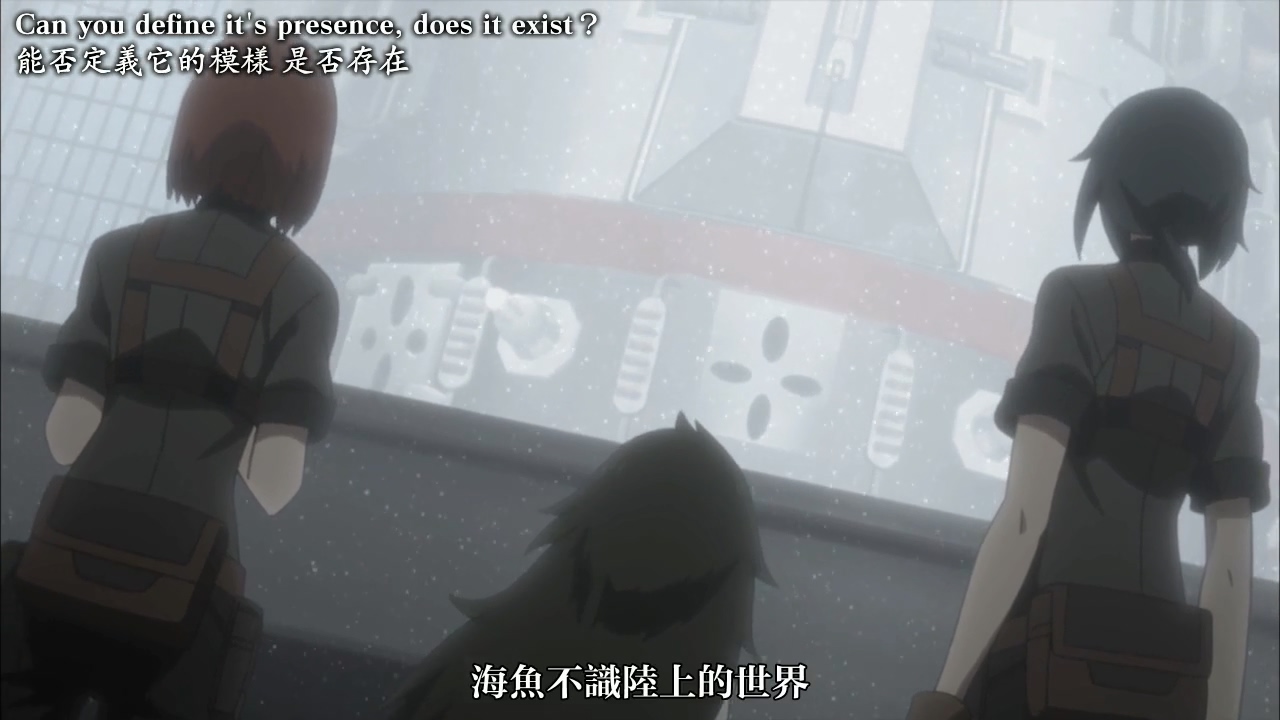 Can you define it's presence, does it exist？
能否定義它的模樣 是否存在
海魚不識陸上的世界